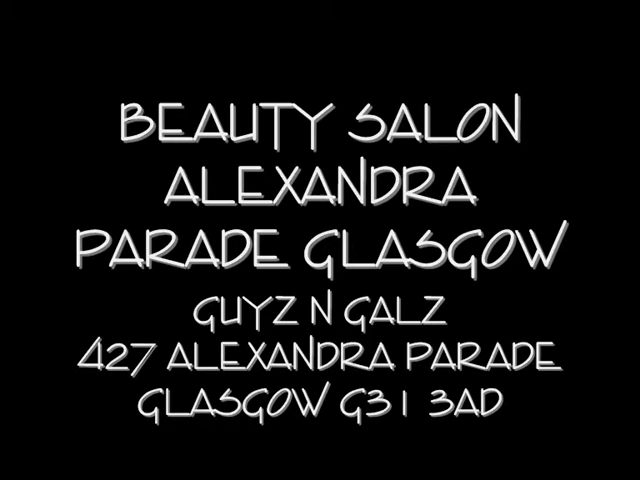 BEAUTY SALON
ALEXANDRA
PARADE GLASGOW
GUYZ N GALZ
427 ALEXANDRA PARADE
GLASGOW G31 3AD